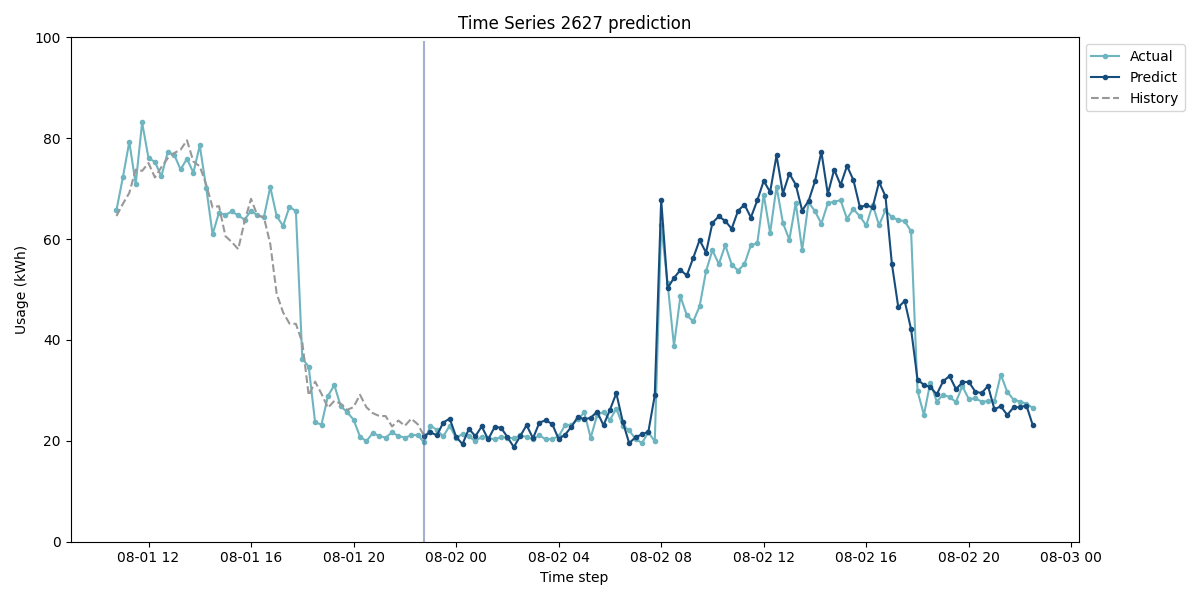 Time Series 2627 prediction
100
80
60
40
20
0
Usage (kWh)
08-01 12
08-01 16
08-01 20
08-02 00
08-02 04
08-02 08
08-02 12
08-02 16
08-02 20
08-03 00
Time step
Actual
Predict
History